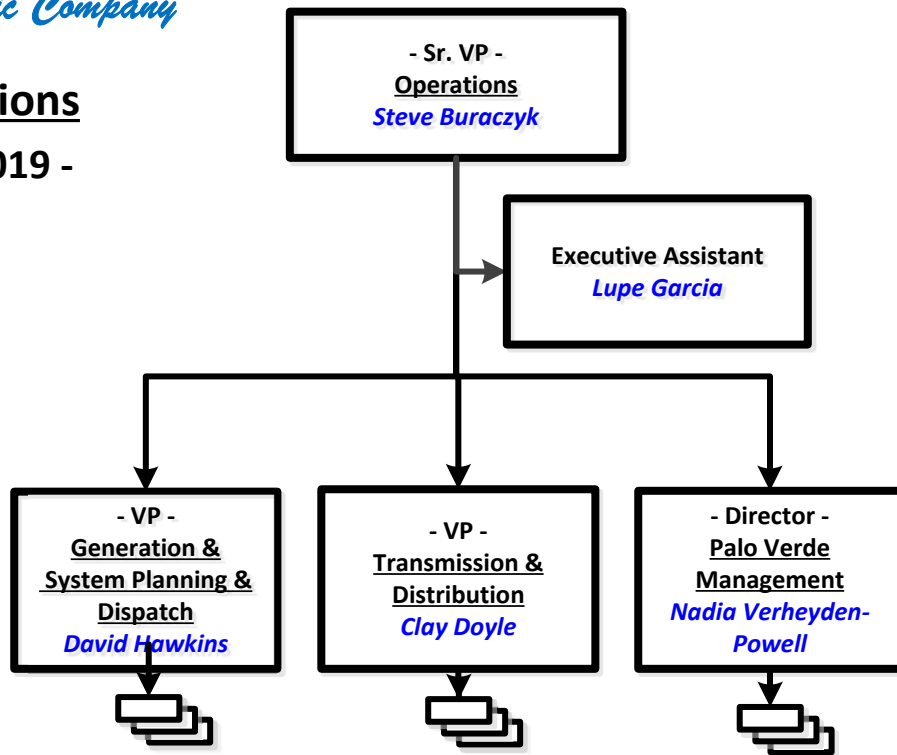 ic Company
ions
019 -
- Sr. VP -
Operations
Steve Buraczyk
Executive Assistant
Lupe Garcia
- VP -
Generation &
System Planning &
Dispatch
David Hawkins
- VP -
Transmission &
Distribution
Clay Doyle
- Director -
Palo Verde
Management
Nadia Verheyden-
Powell